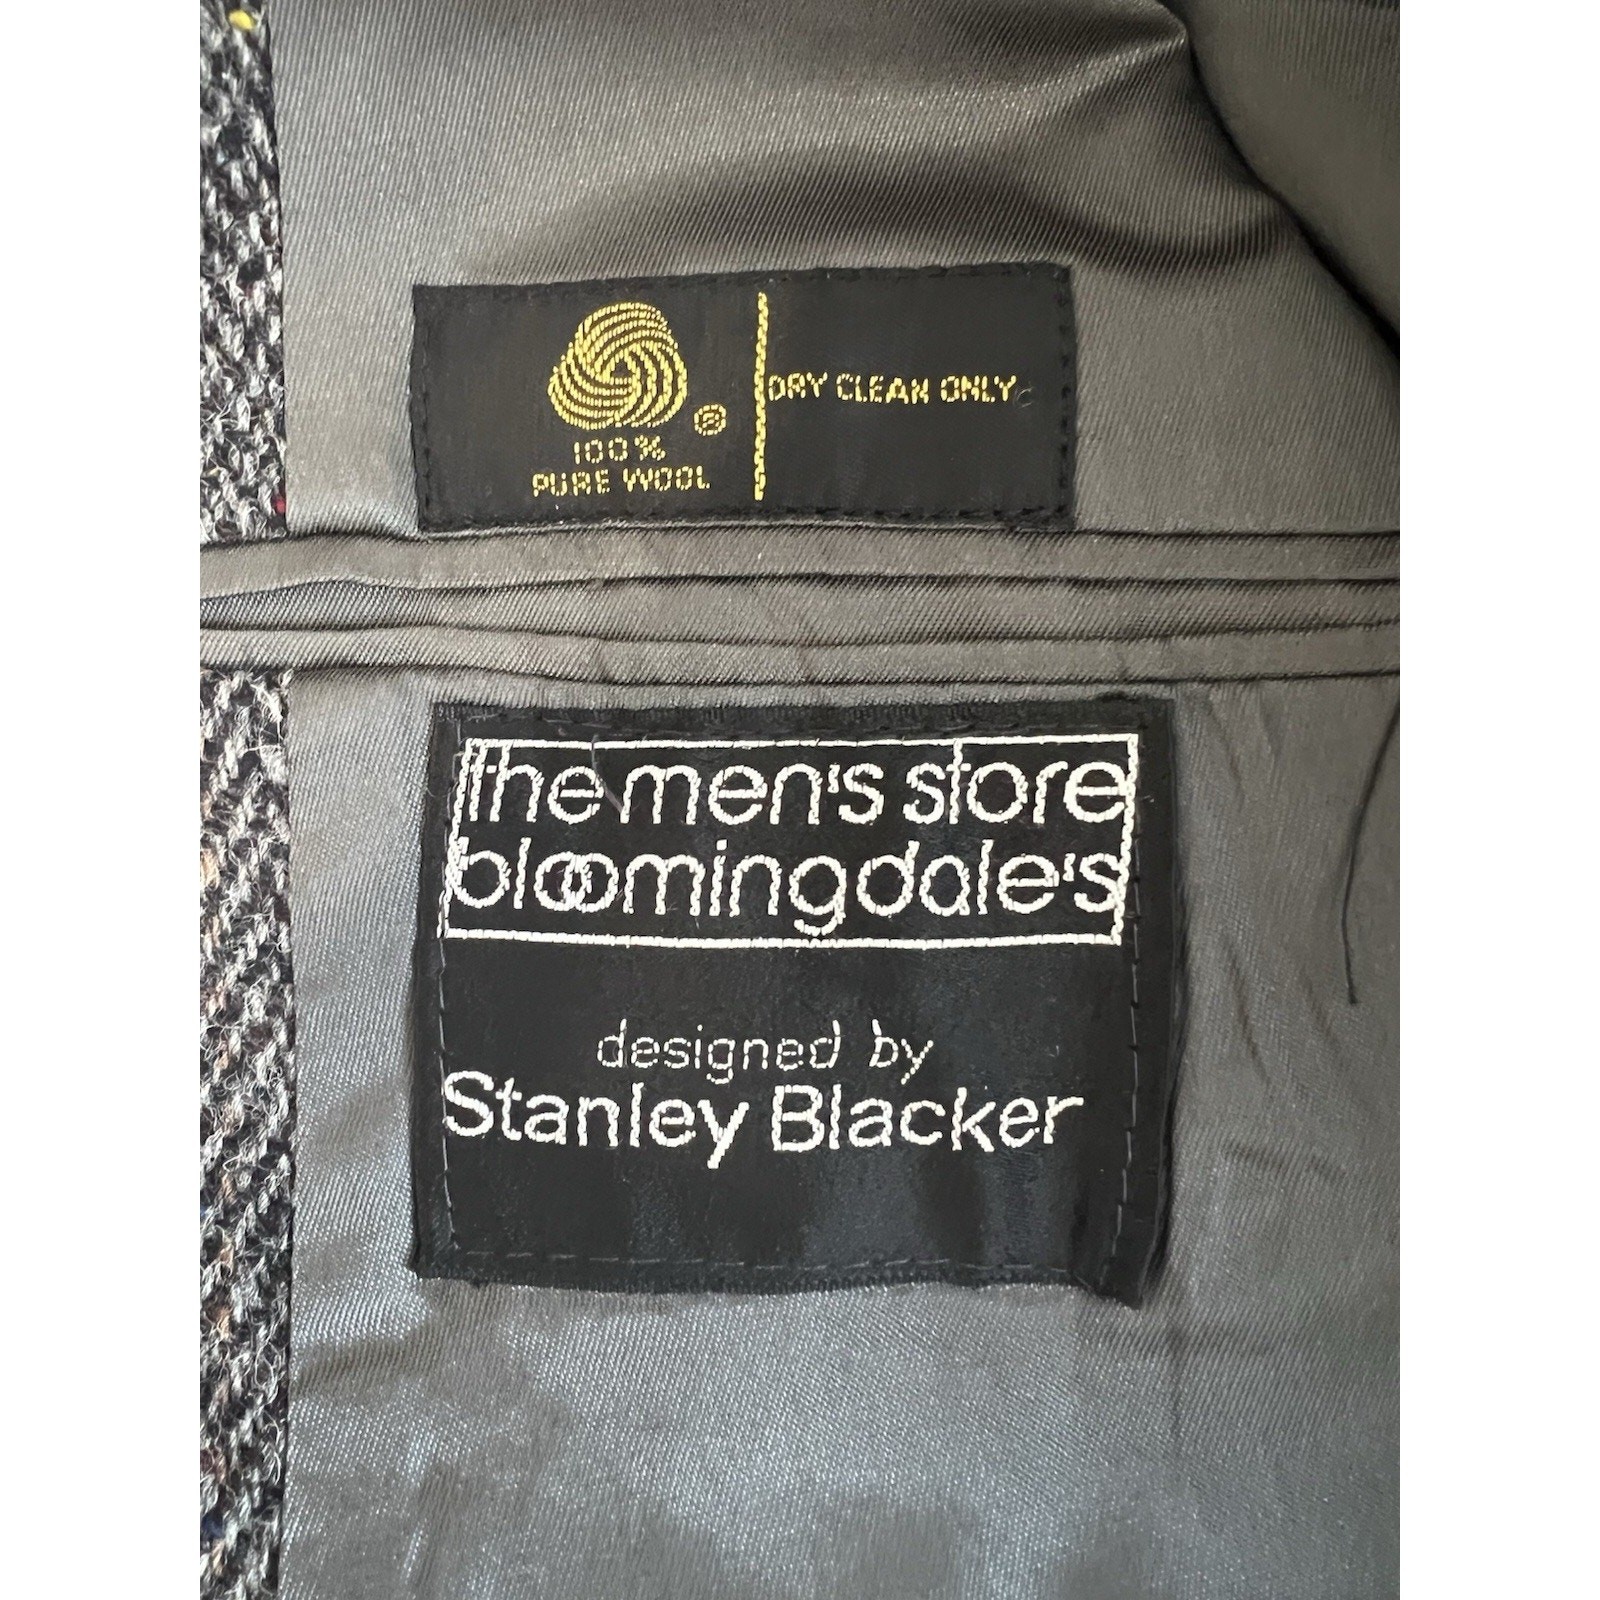 ®
100%
PURE WOOL
DRY CLEAN ONLY
the men's store
bloomingdale's
designed by
Stanley Blacker